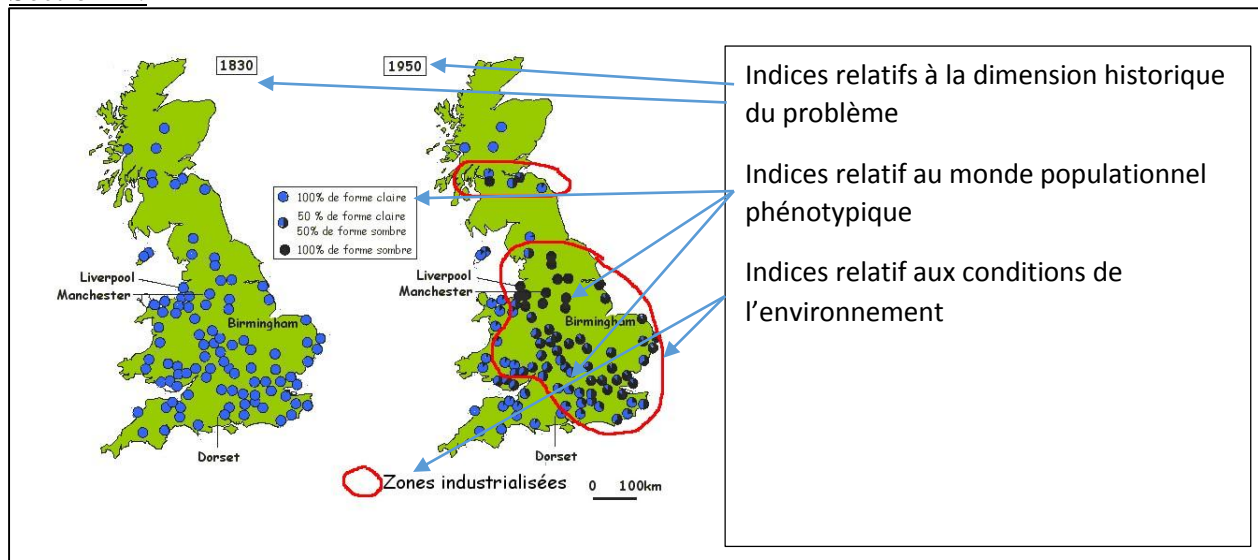 1830
1950
100% de forme claire
50 % de forme claire
50% de forme sombre
100% de forme sombre
Liverpool
Manchester
Birmingham
Dorset
Liverpool
Manchester
Birmingham
Dorset
Zones industrialisées
0 100km
Indices relatifs à la dimension historique
du problème
Indices relatif au monde populationnel
phénotypique
Indices relatif aux conditions de
l’environnement